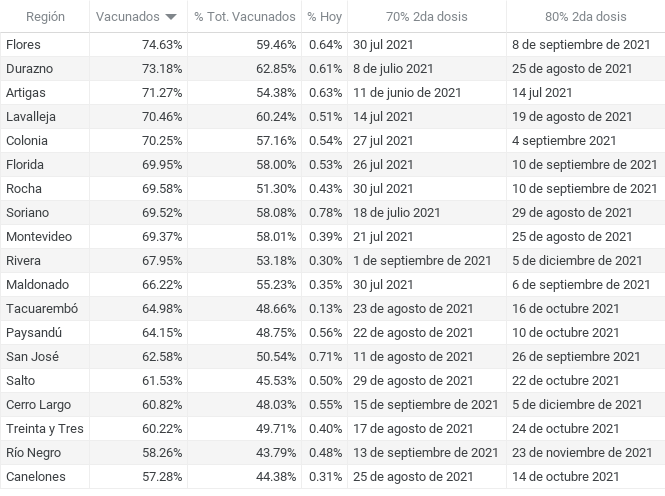 Región Vacunados % Tot. Vacunados % Hoy 70% 2da dosis 80% 2da dosis
Flores 74.63% 59.46% 0.64% 30 jul 2021 8 de septiembre de 2021
Durazno 73.18% 62.85% 0.61% 8 de julio 2021 25 de agosto de 2021
Artigas 71.27% 54.38% 0.63% 11 de junio de 2021 14 jul 2021
Lavalleja 70.46% 60.24% 0.51% 14 jul 2021 19 de agosto de 2021
Colonia 70.25% 57.16% 0.54% 27 jul 2021 4 septiembre 2021
Florida 69.95% 58.00% 0.53% 26 jul 2021 10 de septiembre de 2021
Rocha 69.58% 51.30% 0.43% 30 jul 2021 10 de septiembre de 2021
Soriano 69.52% 58.08% 0.78% 18 de julio 2021 29 de agosto de 2021
Montevideo 69.37% 58.01% 0.39% 21 jul 2021 25 de agosto de 2021
Rivera 67.95% 53.18% 0.30% 1 de septiembre de 2021 5 de diciembre de 2021
Maldonado 66.22% 55.23% 0.35% 30 jul 2021 6 de septiembre de 2021
Tacuarembó 64.98% 48.66% 0.13% 23 de agosto de 2021 16 de octubre 2021
Paysandú 64.15% 48.75% 0.56% 22 de agosto de 2021 10 de octubre 2021
San José 62.58% 50.54% 0.71% 11 de agosto de 2021 26 de septiembre 2021
Salto 61.53% 45.53% 0.50% 29 de agosto de 2021 22 de octubre 2021
Cerro Largo 60.82% 48.03% 0.55% 15 de septiembre de 2021 5 de diciembre de 2021
Treinta y Tres 60.22% 49.71% 0.40% 17 de agosto de 2021 24 de octubre 2021
Río Negro 58.26% 43.79% 0.48% 13 de septiembre de 2021 23 de noviembre de 2021
Canelones 57.28% 44.38% 0.31% 25 de agosto de 2021 14 de octubre 2021